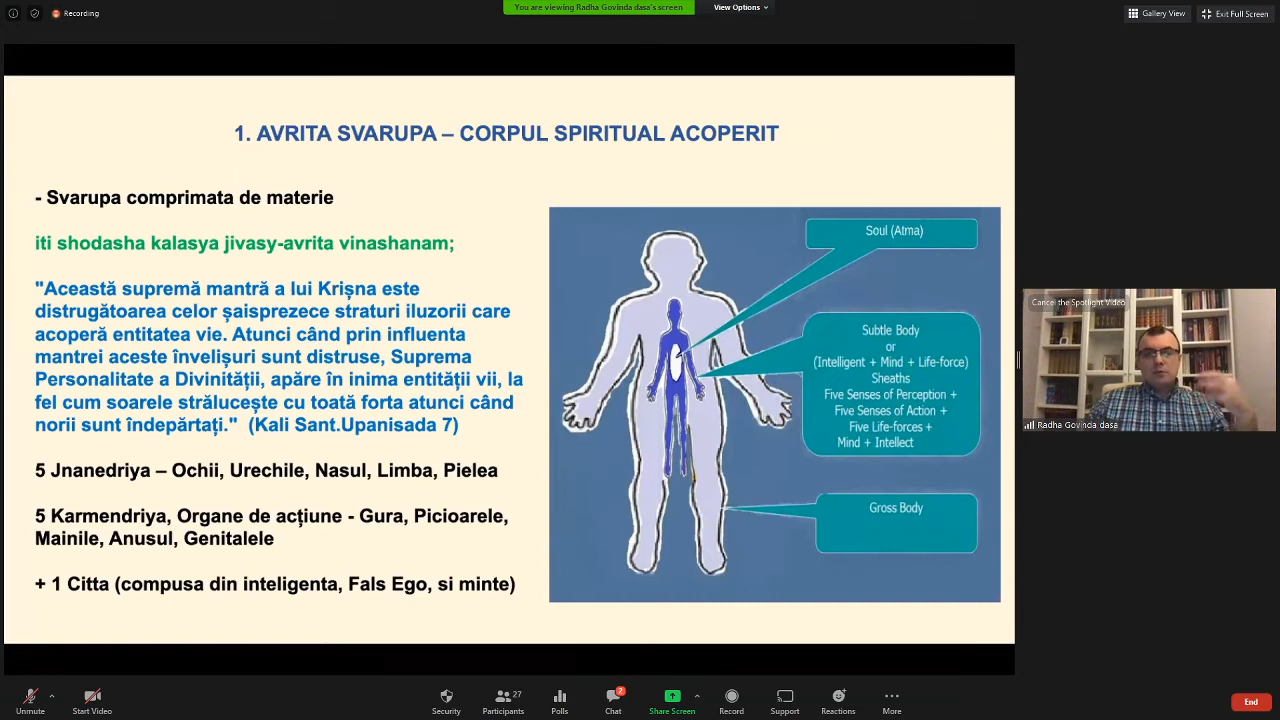 Recording
You are viewing Radha Govinda dasa's screen
View Options
Gallery View
Exit Full Screen
1. AVRITA SVARUPA – CORPUL SPIRITUAL ACOPERIT
- Svarupa comprimata de materie
iti shodasha kalasya jivasy-avrita vinashanam;
"Această supremă mantră a lui Krișna este
distrugătoarea celor șaisprezece straturi iluzorii care
acoperă entitatea vie. Atunci când prin influenta
mantrei aceste învelișuri sunt distruse, Suprema
Personalitate a Divinității, apăre în inima entității vii, la
fel cum soarele strălucește cu toată forta atunci când
norii sunt îndepărtați." (Kali Sant.Upanisada 7)
5 Jnanedriya – Ochii, Urechile, Nasul, Limba, Pielea
5 Karmendriya, Organe de acțiune - Gura, Picioarele,
Mainile, Anusul, Genitalele
+ 1 Citta (compusa din inteligenta, Fals Ego, si minte)
Soul (Atma)
Subtle Body
or
(Intelligent + Mind + Life-force)
Sheaths
Five Senses of Perception +
Five Senses of Action +
Five Life-forces +
Mind + Intellect
Gross Body
Cancel the Spotlight Video
Radha Govinda dasa
Unmute
Start Video
Security
27
Participants
Polls
2
Chat
Share Screen
Record
Support
Reactions
More
End